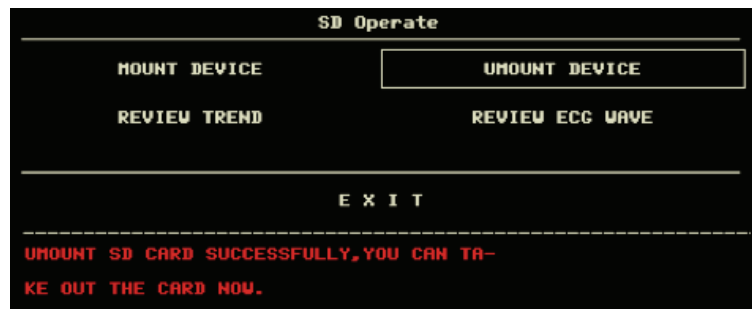 SD Operate
MOUNT DEVICE UMOUNT DEVICE
REVIEW TREND REVIEW ECG WAVE
E X I T
UMOUNT SD CARD SUCCESSFULLY,YOU CAN TA-
KE OUT THE CARD NOW.